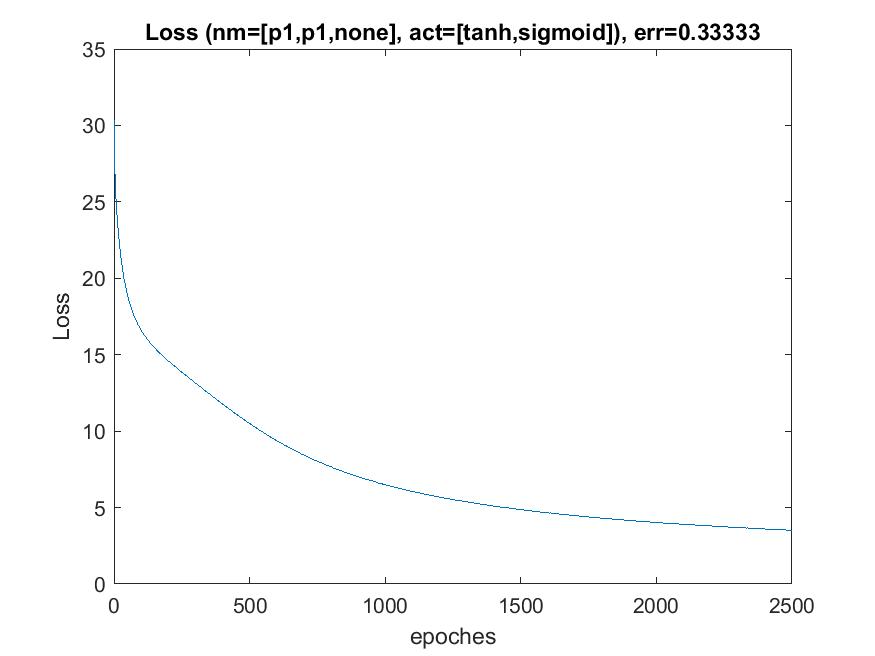 Loss (nm=[p1,p1,none], act=[tanh,sigmoid]), err=0.33333
35
30
25
20
15
10
5
0
Loss
0 500 1000 1500 2000 2500
epoches